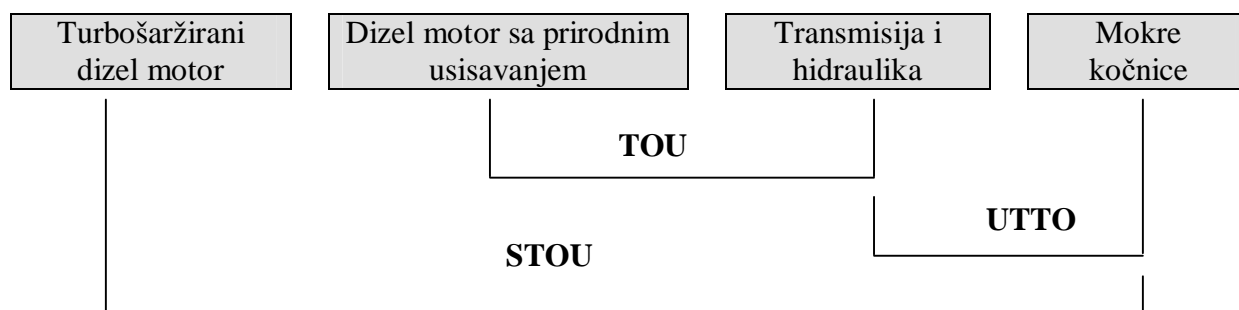 Turbošaržirani
dizel motor
Dizel motor sa prirodnim
usisavanjem
Transmisija i
hidraulika
Mokre
kočnice
TOU
UTTO
STOU